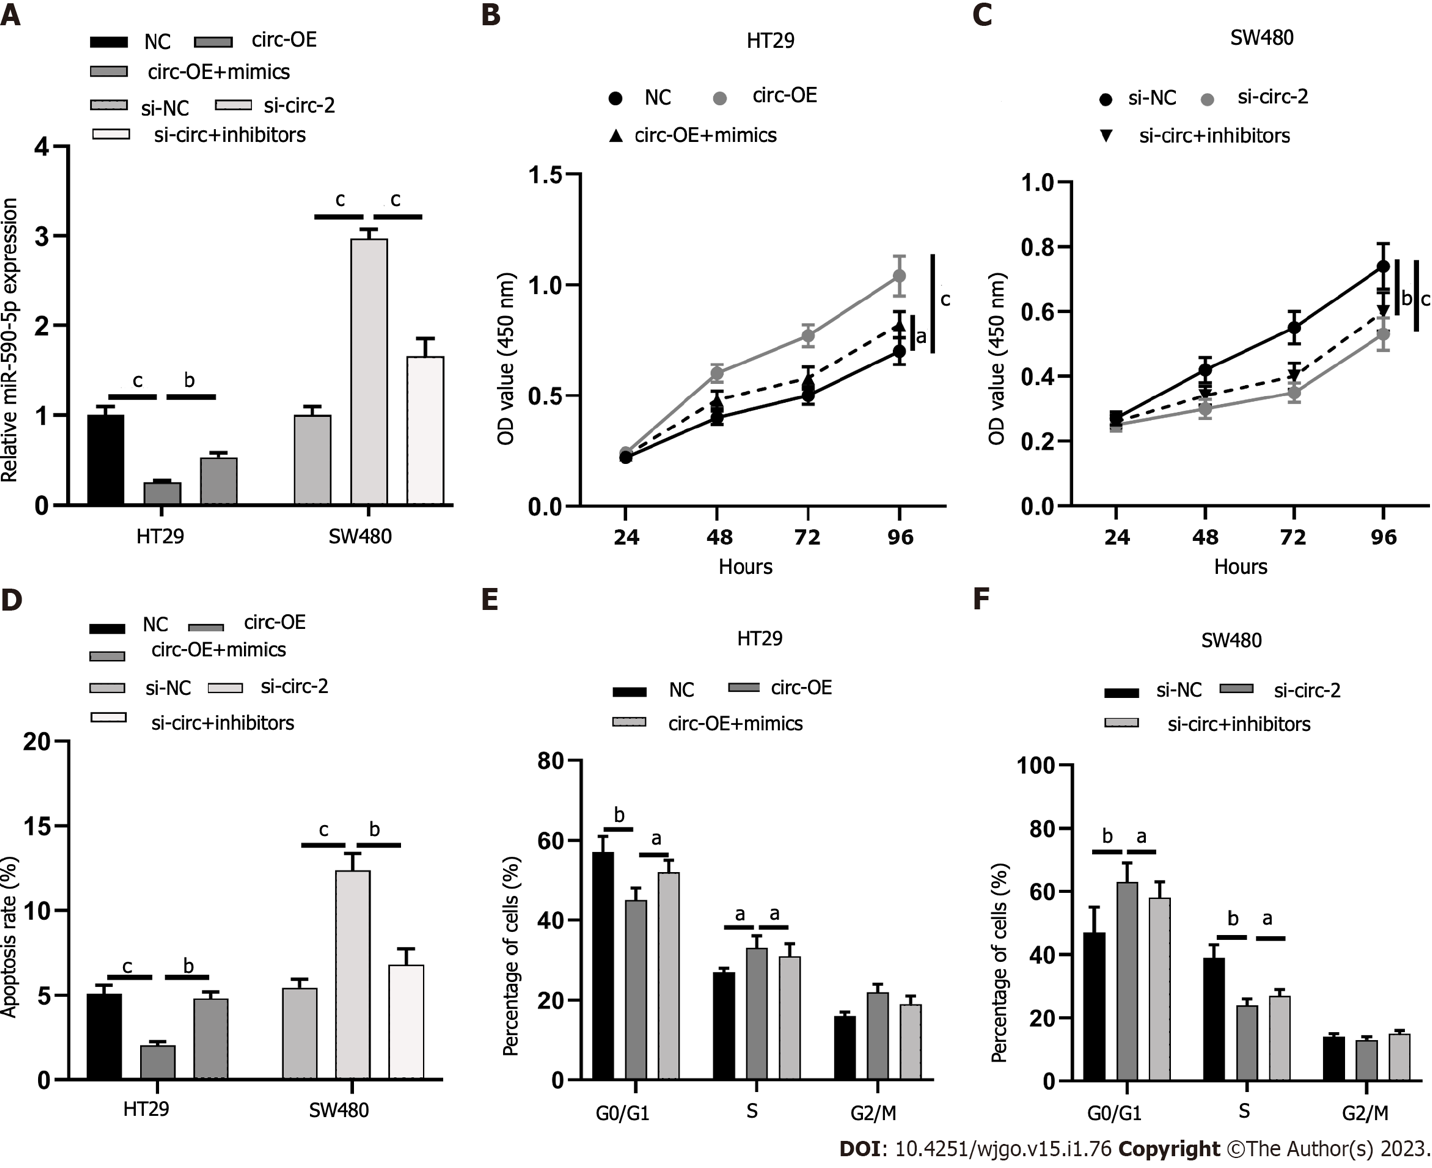 A
NC circ-OE
circ-OE+mimics
si-NC si-circ-2
si-circ+inhibitors
Relative miR-590-5p expression
4
3
2
1
0
c c
c b
HT29 SW480
B
HT29
NC circ-OE
circ-OE+mimics
OD value (450 nm)
1.5
1.0
0.5
0.0
a c
24 48 72 96
Hours
C
SW480
si-NC si-circ-2
si-circ+inhibitors
OD value (450 nm)
1.0
0.8
0.6
0.4
0.2
0.0
b c
24 48 72 96
Hours
D
NC circ-OE
circ-OE+mimics
si-NC si-circ-2
si-circ+inhibitors
Apoptosis rate (%)
20
15
10
5
0
c b
c b
HT29 SW480
E
HT29
NC circ-OE
circ-OE+mimics
Percentage of cells (%)
80
60
40
20
0
b a
a a
G0/G1 S G2/M
F
SW480
si-NC si-circ-2
si-circ+inhibitors
Percentage of cells (%)
100
80
60
40
20
0
b a
b a
G0/G1 S G2/M
DOI: 10.4251/wjgo.v15.i1.76 Copyright ©The Author(s) 2023.